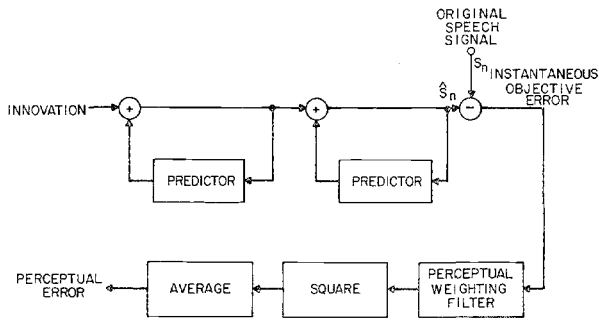 ORIGINAL
SPEECH
SIGNAL
Sn
INSTANTANEOUS
OBJECTIVE
ERROR
INNOVATION
+
+
Ŝn
−
PREDICTOR
PREDICTOR
PERCEPTUAL
ERROR
AVERAGE
SQUARE
PERCEPTUAL
WEIGHTING
FILTER